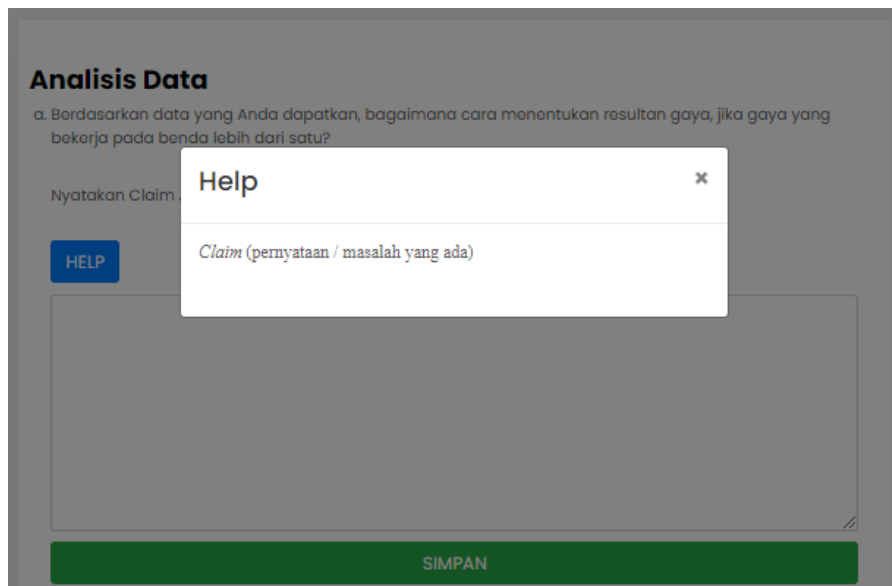 Analisis Data
a. Berdasarkan data yang Anda dapatkan, bagaimana cara menentukan resultan gaya, jika gaya yang
bekerja pada benda lebih dari satu?
Help
×
Nyatakan Claim
Claim (pernyataan / masalah yang ada)
HELP
SIMPAN